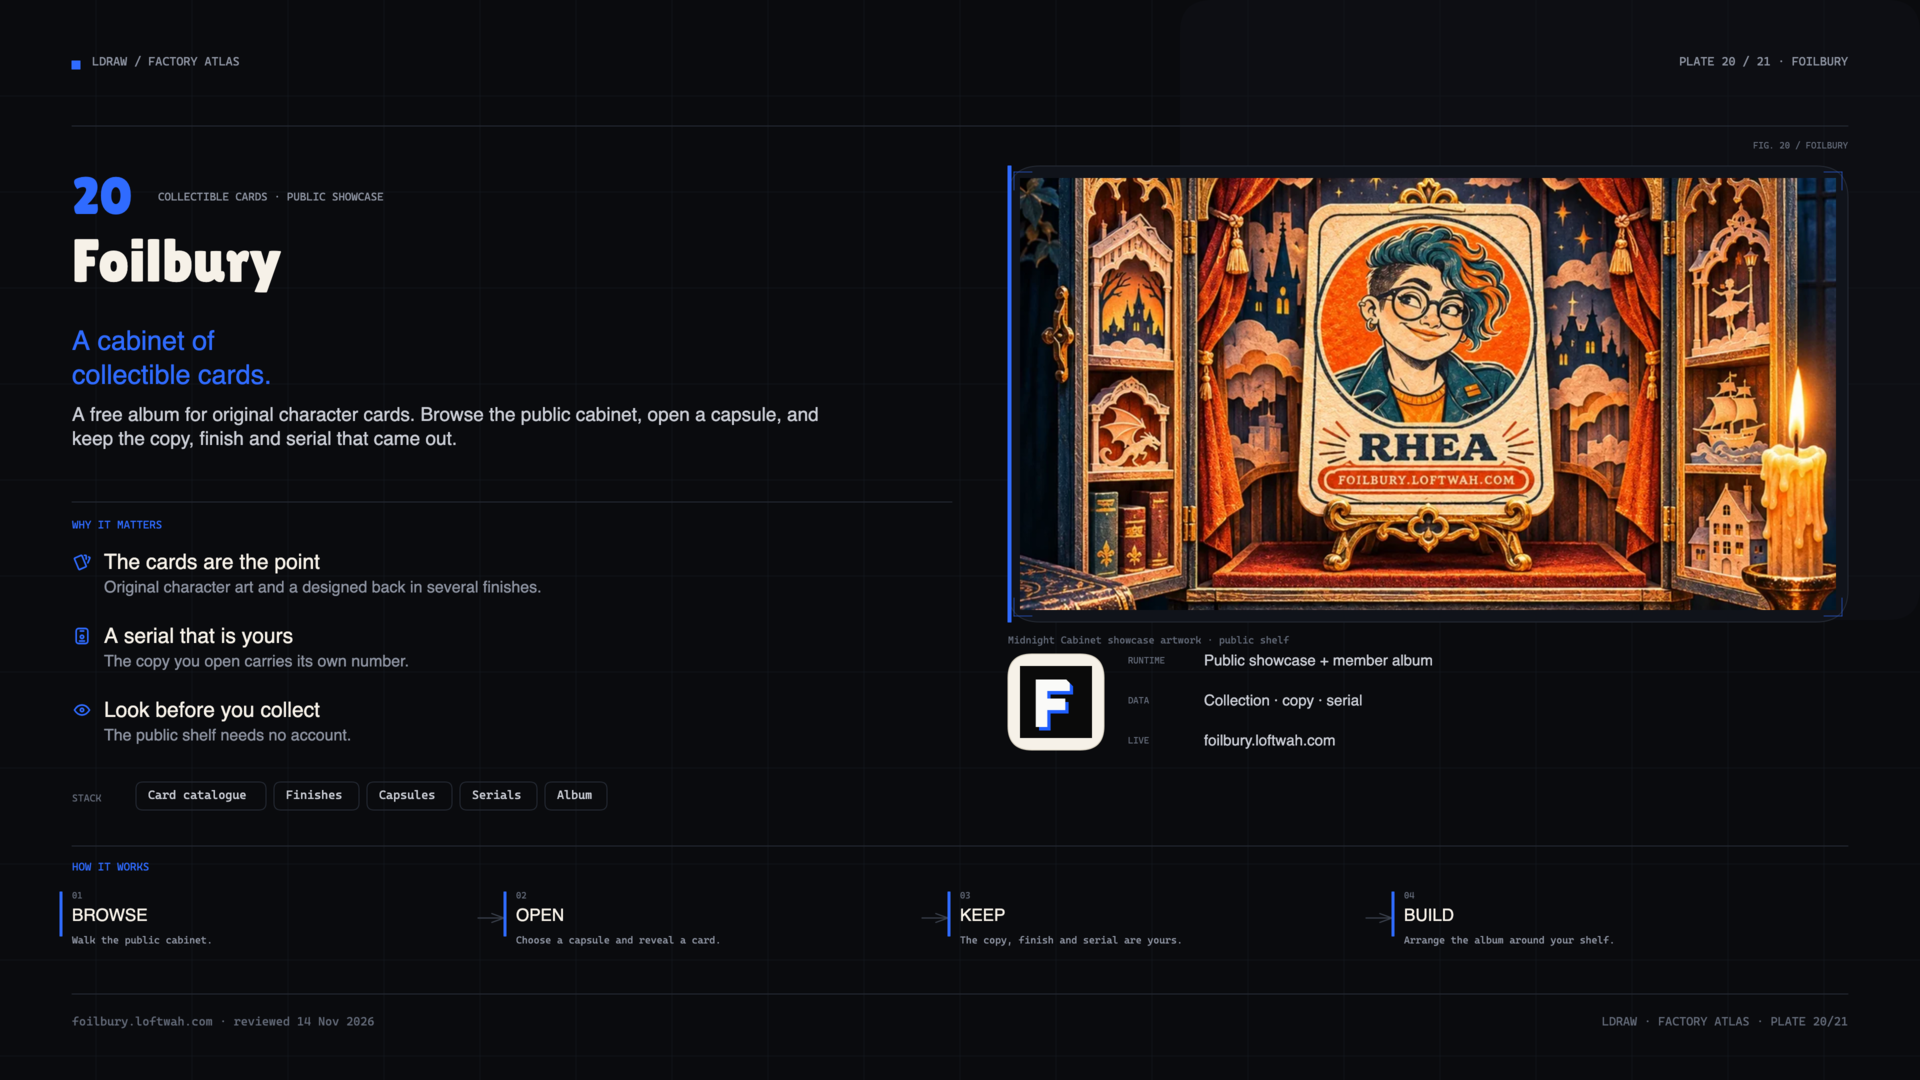 LDRAW / FACTORY ATLAS
PLATE 20 / 21 · FOILBURY
FIG. 20 / FOILBURY
20
COLLECTIBLE CARDS · PUBLIC SHOWCASE
Foilbury
A cabinet of
collectible cards.
A free album for original character cards. Browse the public cabinet, open a capsule, and
keep the copy, finish and serial that came out.
RHEA
FOILBURY.LOFTWAH.COM
Midnight Cabinet showcase artwork · public shelf
F
RUNTIME
Public showcase + member album
DATA
Collection · copy · serial
LIVE
foilbury.loftwah.com
WHY IT MATTERS
The cards are the point
Original character art and a designed back in several finishes.
A serial that is yours
The copy you open carries its own number.
Look before you collect
The public shelf needs no account.
STACK
Card catalogue
Finishes
Capsules
Serials
Album
HOW IT WORKS
01
BROWSE
Walk the public cabinet.
02
OPEN
Choose a capsule and reveal a card.
03
KEEP
The copy, finish and serial are yours.
04
BUILD
Arrange the album around your shelf.
foilbury.loftwah.com · reviewed 14 Nov 2026
LDRAW · FACTORY ATLAS · PLATE 20/21